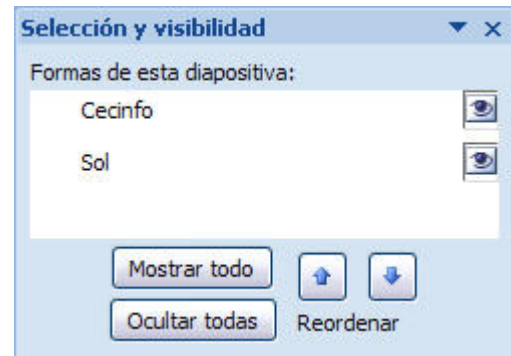 Selección y visibilidad
Formas de esta diapositiva:
Cecinfo
Sol
Mostrar todo
Ocultar todas
Reordenar